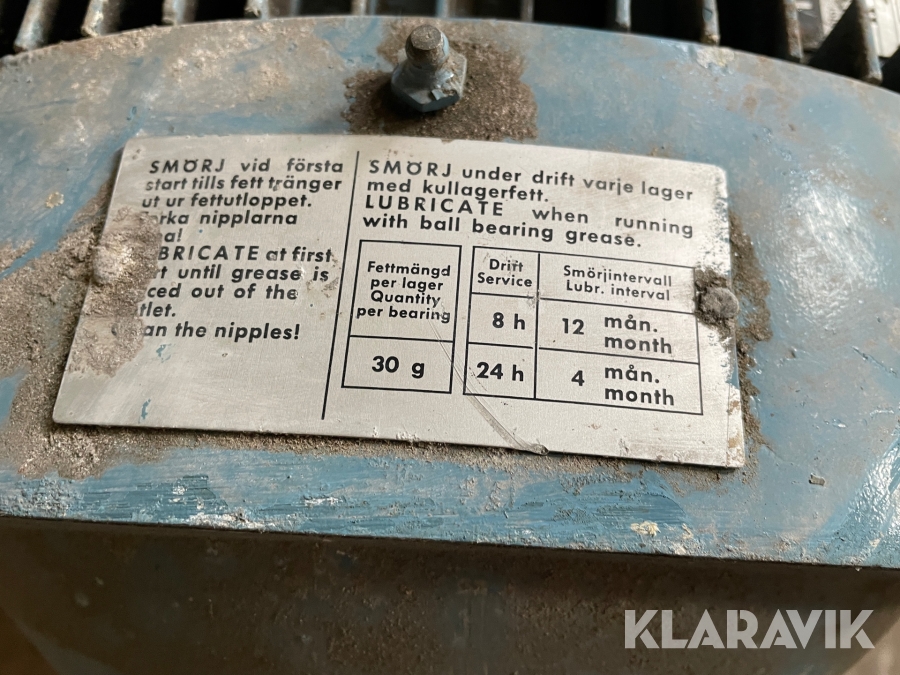 SMÖRJ vid första
start tills fett tränger
ut ur fettutloppet.
nipplarna
LUBRICATE at first
until grease is
out of the
the nipples!
SMÖRJ under drift varje lager
med kullagerfett.
LUBRICATE when running
with ball bearing grease.
Fettmängd
per lager
Quantity
per bearing
30 g
Drift
Service
Smörjintervall
Lubr. interval
8 h
12 mån.
month
24 h
4 mån.
month
KLARAVIK